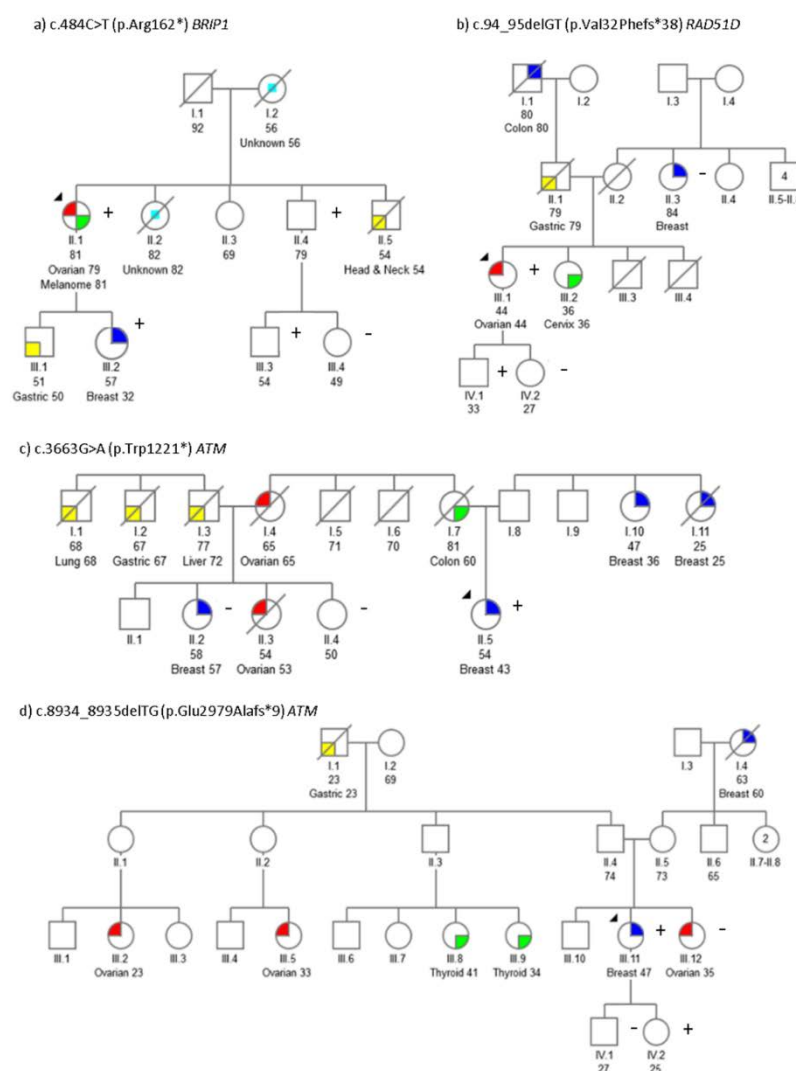 a) c.484C>T (p.Arg162*) BRIP1
I.1
92
I.2
56
Unknown 56
+
II.1
81
Ovarian 79
Melanome 81
II.2
82
Unknown 82
II.3
69
II.4
79
+
II.5
54
Head & Neck 54
III.1
51
Gastric 50
+
III.2
57
Breast 32
III.3
54
+
III.4
49
-
b) c.94_95delGT (p.Val32Phefs*38) RAD51D
I.1
80
Colon 80
I.2
I.3
I.4
II.1
79
Gastric 79
II.2
II.3
84
Breast
-
II.4
4
II.5-II.
III.1
44
Ovarian 44
+
III.2
36
Cervix 36
III.3
III.4
IV.1
33
+
IV.2
27
-
c) c.3663G>A (p.Trp1221*) ATM
I.1
68
Lung 68
I.2
67
Gastric 67
I.3
77
Liver 72
I.4
65
Ovarian 65
I.5
71
I.6
70
I.7
81
Colon 60
I.8
I.9
I.10
47
Breast 36
I.11
25
Breast 25
II.1
II.2
58
Breast 57
-
II.3
54
Ovarian 53
II.4
50
-
II.5
54
Breast 43
+
d) c.8934_8935delTG (p.Glu2979Alafs*9) ATM
I.1
23
Gastric 23
I.2
69
I.3
I.4
63
Breast 60
II.1
II.2
II.3
II.4
74
II.5
73
II.6
65
2
II.7-II.8
III.1
III.2
Ovarian 23
III.3
III.4
III.5
Ovarian 33
III.6
III.7
III.8
Thyroid 41
III.9
Thyroid 34
III.10
III.11
Breast 47
+
III.12
Ovarian 35
-
IV.1
27
-
IV.2
25
+